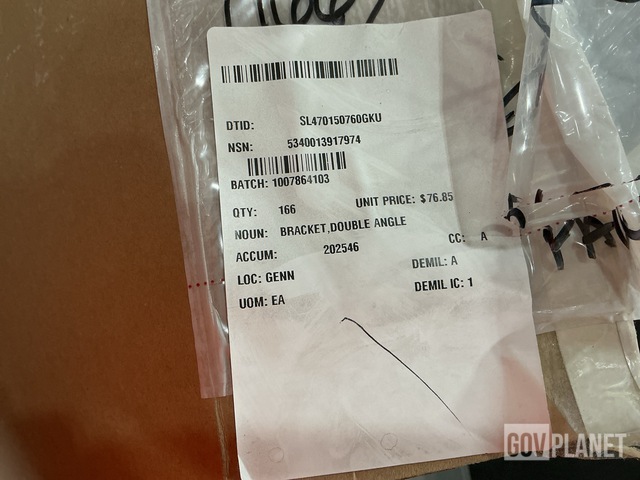 DTID: SL470150760GKU
NSN: 5340013917974
BATCH: 1007864103
QTY: 166 UNIT PRICE: $76.85
NOUN: BRACKET,DOUBLE ANGLE
ACCUM: 202546 CC: A
LOC: GENN DEMIL: A
UOM: EA DEMIL IC: 1
GOVPLANET